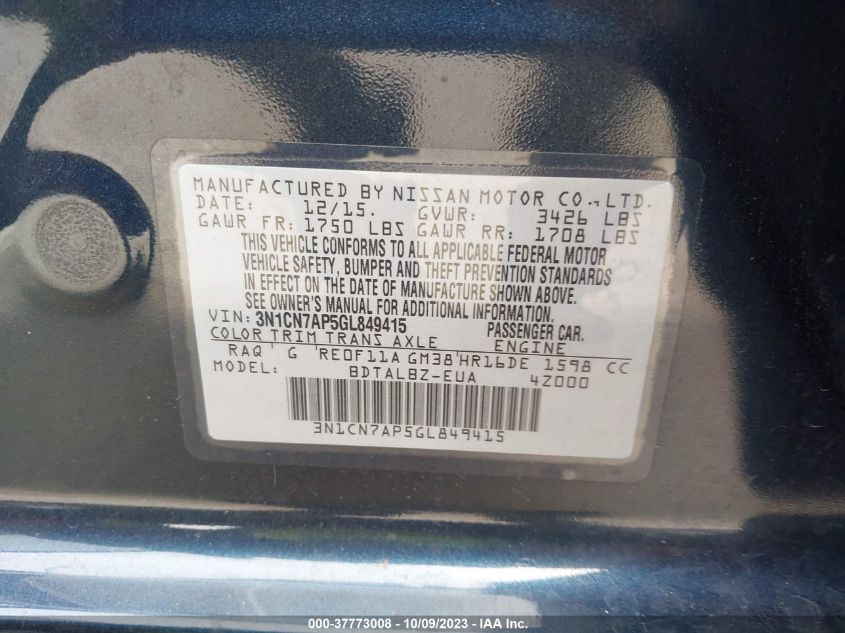 MANUFACTURED BY NISSAN MOTOR CO.,LTD.
DATE: 12/15. GVWR: 3426 LBS
GAWR FR: 1750 LBS GAWR RR: 1708 LBS
THIS VEHICLE CONFORMS TO ALL APPLICABLE FEDERAL MOTOR
VEHICLE SAFETY, BUMPER AND THEFT PREVENTION STANDARDS
IN EFFECT ON THE DATE OF MANUFACTURE SHOWN ABOVE.
SEE OWNER'S MANUAL FOR ADDITIONAL INFORMATION.
VIN: 3N1CN7AP5GL849415 PASSENGER CAR.
COLOR TRIM TRANS AXLE ENGINE
RAQ G RE0F11A GM38 HR16DE 1598 CC
MODEL: BDTALBZ-EUA 4Z000
3N1CN7AP5GL849415
000-37773008 - 10/09/2023 - IAA Inc.